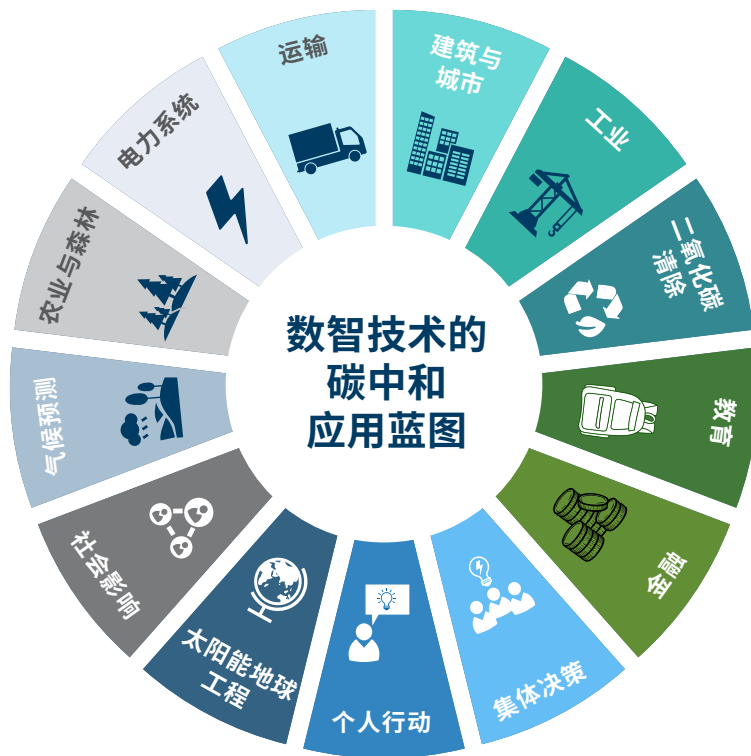 数智技术的
碳中和
应用蓝图
运输
建筑与
城市
工业
二氧化碳
清除
教育
金融
集体决策
个人行动
太阳能地球
工程
社会影响
气候预测
农业与森林
电力系统